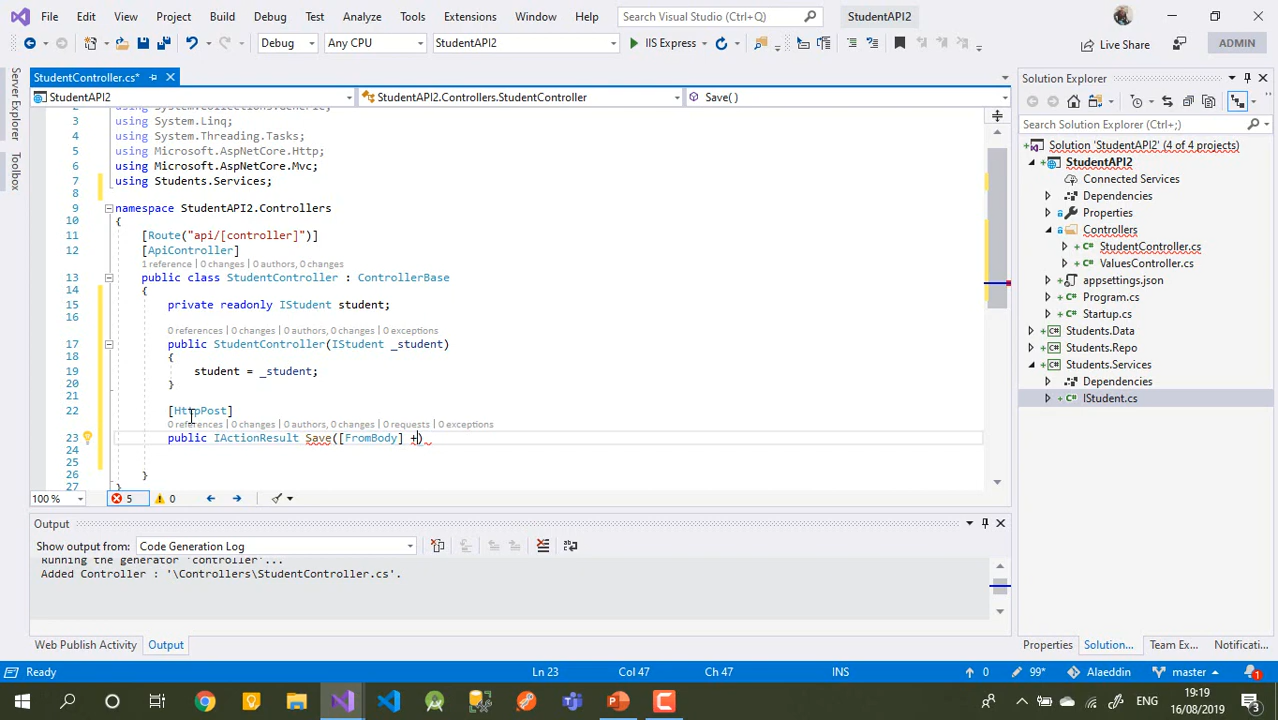 File Edit View Project Build Debug Test Analyze Tools Extensions Window Help Search Visual Studio (Ctrl+Q) StudentAPI2
Debug Any CPU StudentAPI2 IIS Express Live Share ADMIN
Server Explorer
Toolbox
StudentController.cs*
StudentAPI2 StudentAPI2.Controllers.StudentController Save( )
2 using System.Collections.Generic;
3 using System.Linq;
4 using System.Threading.Tasks;
5 using Microsoft.AspNetCore.Http;
6 using Microsoft.AspNetCore.Mvc;
7 using Students.Services;
8
9 namespace StudentAPI2.Controllers
10 {
11 [Route("api/[controller]")]
12 [ApiController]
1 reference | 0 changes | 0 authors, 0 changes
13 public class StudentController : ControllerBase
14 {
15 private readonly IStudent student;
16
0 references | 0 changes | 0 authors, 0 changes | 0 exceptions
17 public StudentController(IStudent _student)
18 {
19 student = _student;
20 }
21
22 [HttpPost]
0 references | 0 changes | 0 authors, 0 changes | 0 requests | 0 exceptions
23 public IActionResult Save([FromBody] +)
24
25
26 }
27 }
100 % 5 0
Output
Show output from: Code Generation Log
Running the generator 'controller'...
Added Controller : '\Controllers\StudentController.cs'.
Web Publish Activity Output
Solution Explorer
Search Solution Explorer (Ctrl+;)
Solution 'StudentAPI2' (4 of 4 projects)
StudentAPI2
Connected Services
Dependencies
Properties
Controllers
StudentController.cs
ValuesController.cs
appsettings.json
Program.cs
Startup.cs
Students.Data
Students.Repo
Students.Services
Dependencies
IStudent.cs
Properties Solution... Team Ex... Notificati...
Ready Ln 23 Col 47 Ch 47 INS 0 99* Alaeddin master 1
ENG 19:19 16/08/2019 3